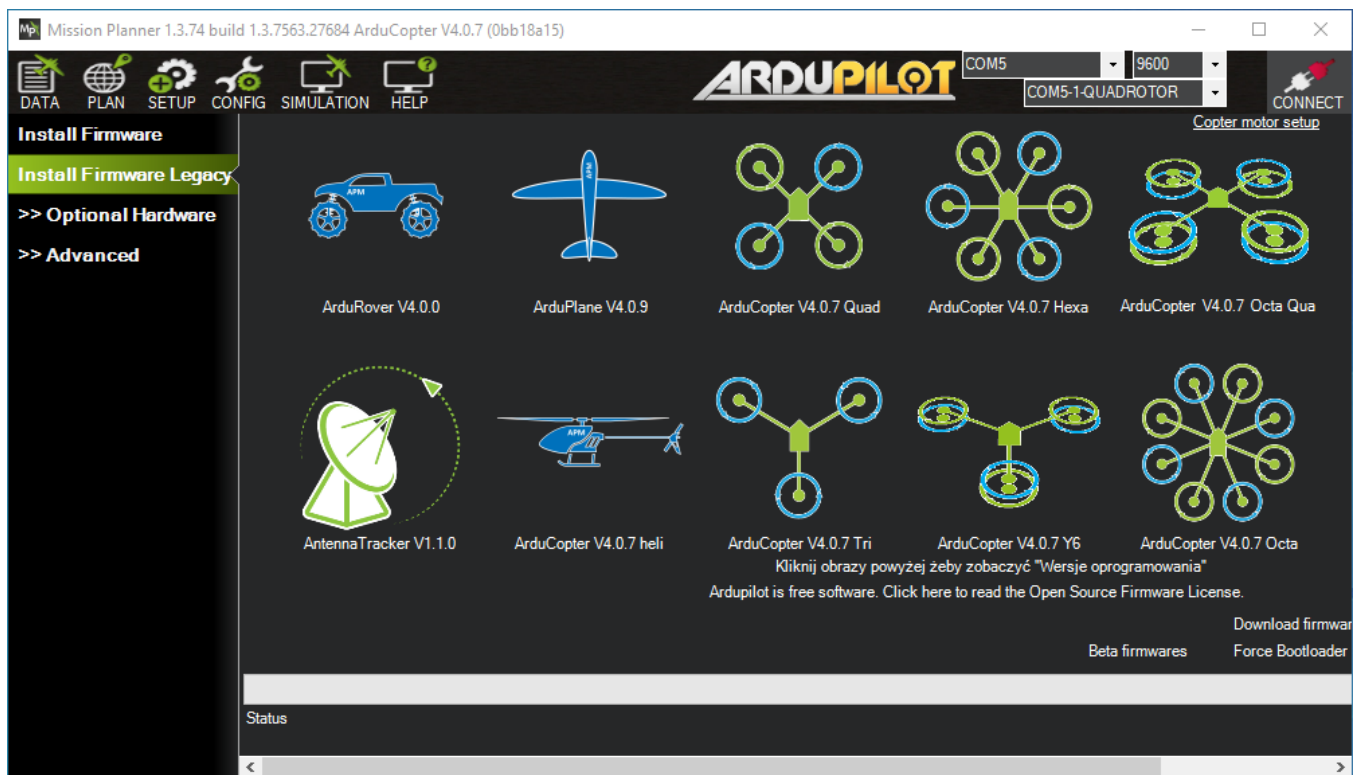 Mission Planner 1.3.74 build 1.3.7563.27684 ArduCopter V4.0.7 (0bb18a15)
DATA PLAN SETUP CONFIG SIMULATION HELP
ARDUPILOT
COM5 9600
COM5-1-QUADROTOR
CONNECT
Install Firmware
Install Firmware Legacy
>> Optional Hardware
>> Advanced
Copter motor setup
APM
APM
ArduRover V4.0.0 ArduPlane V4.0.9 ArduCopter V4.0.7 Quad ArduCopter V4.0.7 Hexa ArduCopter V4.0.7 Octa Qua
APM
AntennaTracker V1.1.0 ArduCopter V4.0.7 heli ArduCopter V4.0.7 Tri ArduCopter V4.0.7 Y6 ArduCopter V4.0.7 Octa
Kliknij obrazy powyżej żeby zobaczyć "Wersje oprogramowania"
Ardupilot is free software. Click here to read the Open Source Firmware License.
Download firmwar
Beta firmwares Force Bootloader
Status